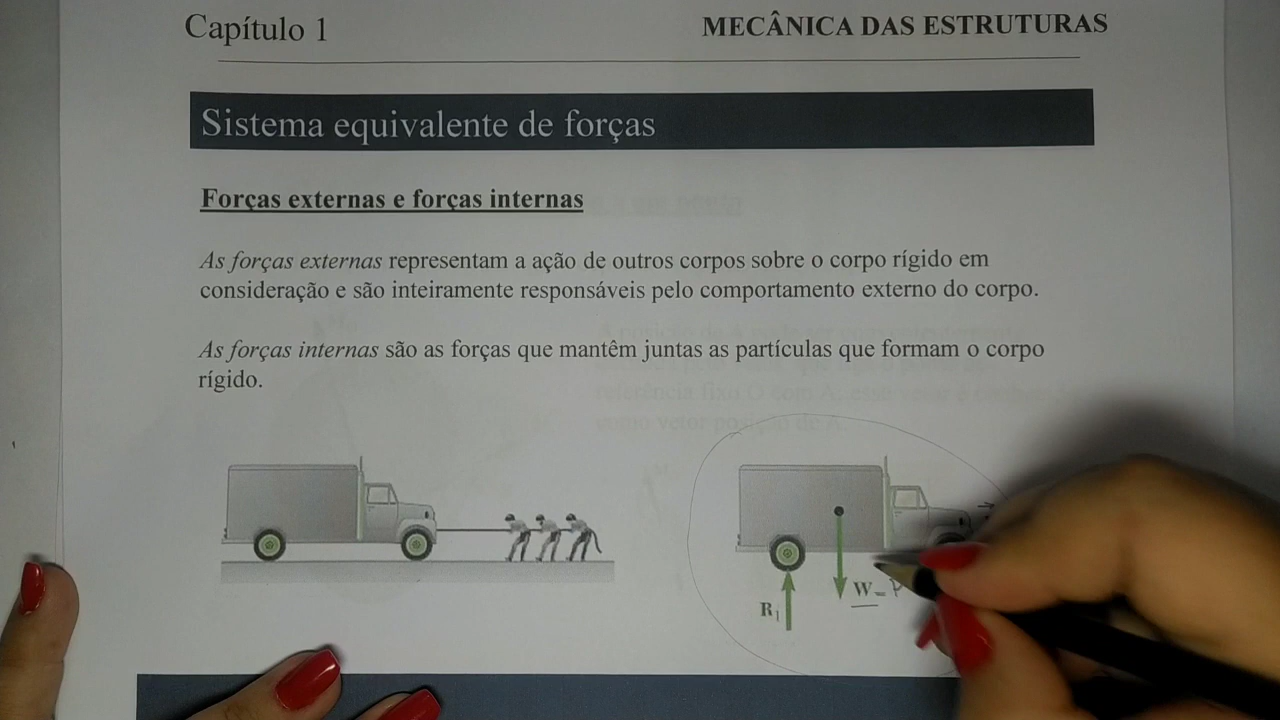 Capítulo 1
MECÂNICA DAS ESTRUTURAS
Sistema equivalente de forças
Forças externas e forças internas
As forças externas representam a ação de outros corpos sobre o corpo rígido em
consideração e são inteiramente responsáveis pelo comportamento externo do corpo.
As forças internas são as forças que mantêm juntas as partículas que formam o corpo
rígido.
W =
R1